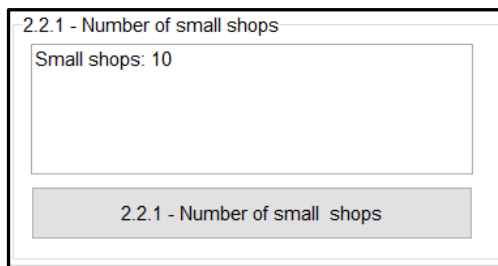 2.2.1 - Number of small shops
Small shops: 10
2.2.1 - Number of small  shops